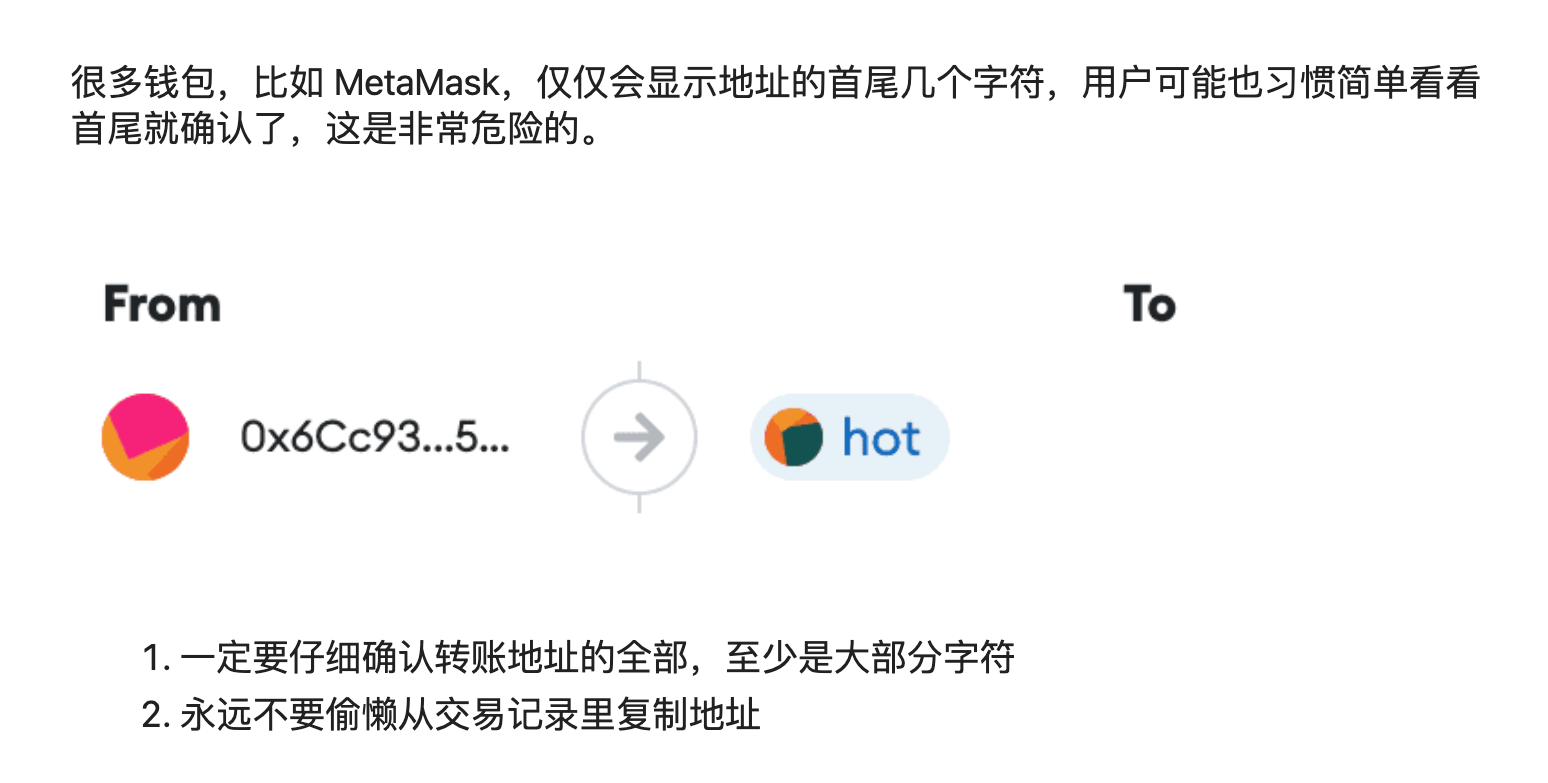 很多钱包，比如 MetaMask，仅仅会显示地址的首尾几个字符，用户可能也习惯简单看看
首尾就确认了，这是非常危险的。
From To
0x6Cc93...5... hot
1. 一定要仔细确认转账地址的全部，至少是大部分字符
2. 永远不要偷懒从交易记录里复制地址